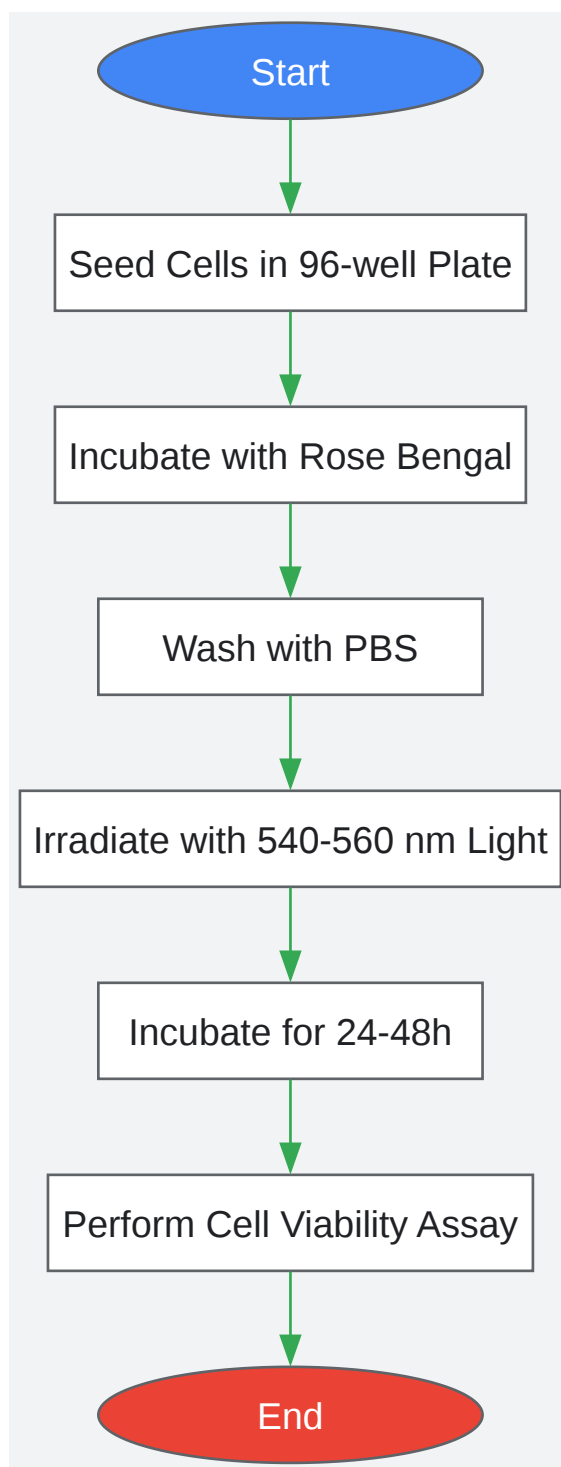 Start
Seed Cells in 96-well Plate
Incubate with Rose Bengal
Wash with PBS
Irradiate with 540-560 nm Light
Incubate for 24-48h
Perform Cell Viability Assay
End